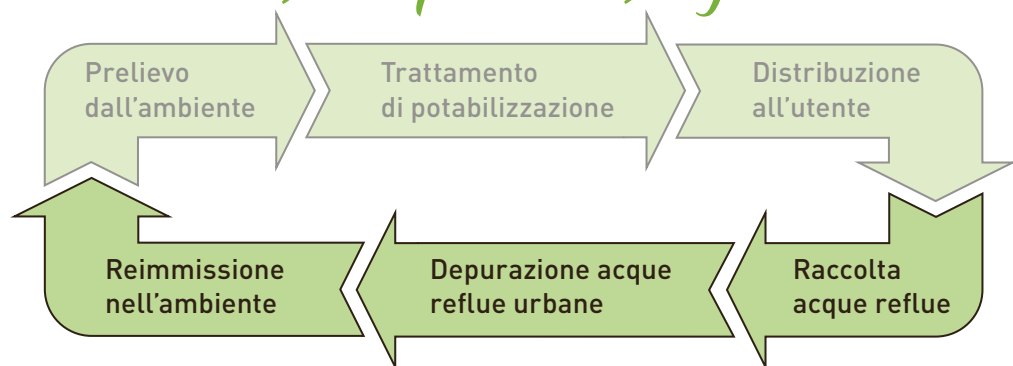 Prelievo
dall'ambiente
Trattamento
di potabilizzazione
Distribuzione
all'utente
Raccolta
acque reflue
Depurazione acque
reflue urbane
Reimmissione
nell'ambiente